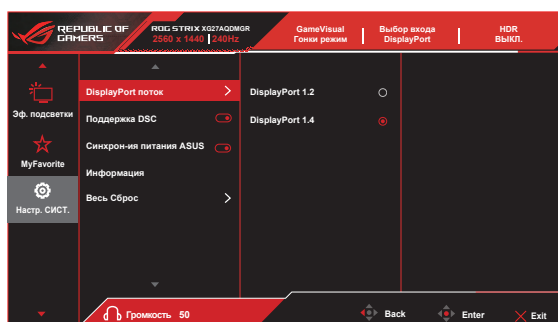 REPUBLIC OF
GAMERS
ROG STRIX XG27AQDMGR
2560 x 1440 240Hz
GameVisual
Гонки режим
Выбор входа
DisplayPort
HDR
ВЫКЛ.
Эф. подсветки
MyFavorite
Настр. СИСТ.
DisplayPort поток
Поддержка DSC
Синхрон-ия питания ASUS
Информация
Весь Сброс
DisplayPort 1.2
DisplayPort 1.4
Громкость 50
Back
Enter
Exit